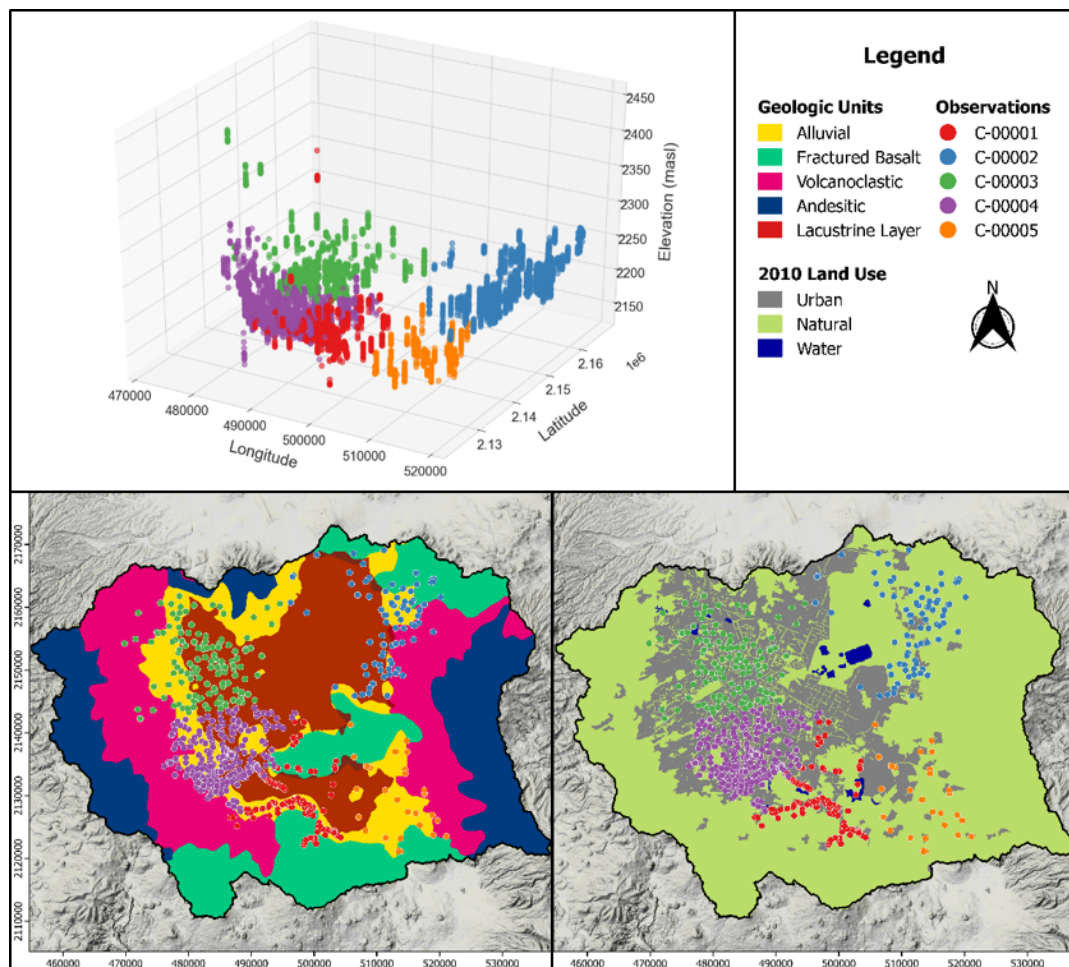 2450
2400
2350
2300
2250
2200
2150
Elevation (masl)
470000
480000
490000
500000
510000
520000
Longitude
2.13
2.14
2.15
2.16
1e6
Latitude
Legend
Geologic Units
Alluvial
Fractured Basalt
Volcanoclastic
Andesitic
Lacustrine Layer
Observations
C-00001
C-00002
C-00003
C-00004
C-00005
2010 Land Use
Urban
Natural
Water
N
2170000
2160000
2150000
2140000
2130000
2120000
2110000
460000 470000 480000 490000 500000 510000 520000 530000
460000 470000 480000 490000 500000 510000 520000 530000